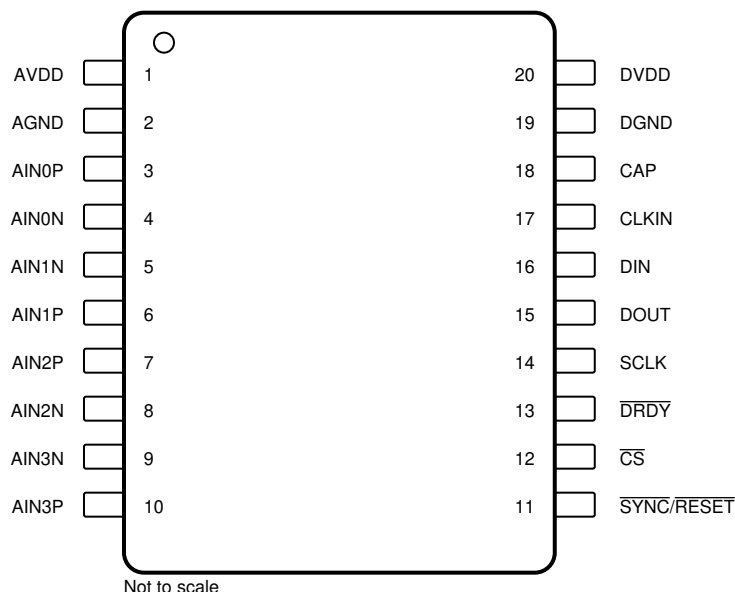 AVDD 1 20 DVDD
AGND 2 19 DGND
AIN0P 3 18 CAP
AIN0N 4 17 CLKIN
AIN1N 5 16 DIN
AIN1P 6 15 DOUT
AIN2P 7 14 SCLK
AIN2N 8 13 DRDY
AIN3N 9 12 CS
AIN3P 10 11 SYNC/RESET
Not to scale